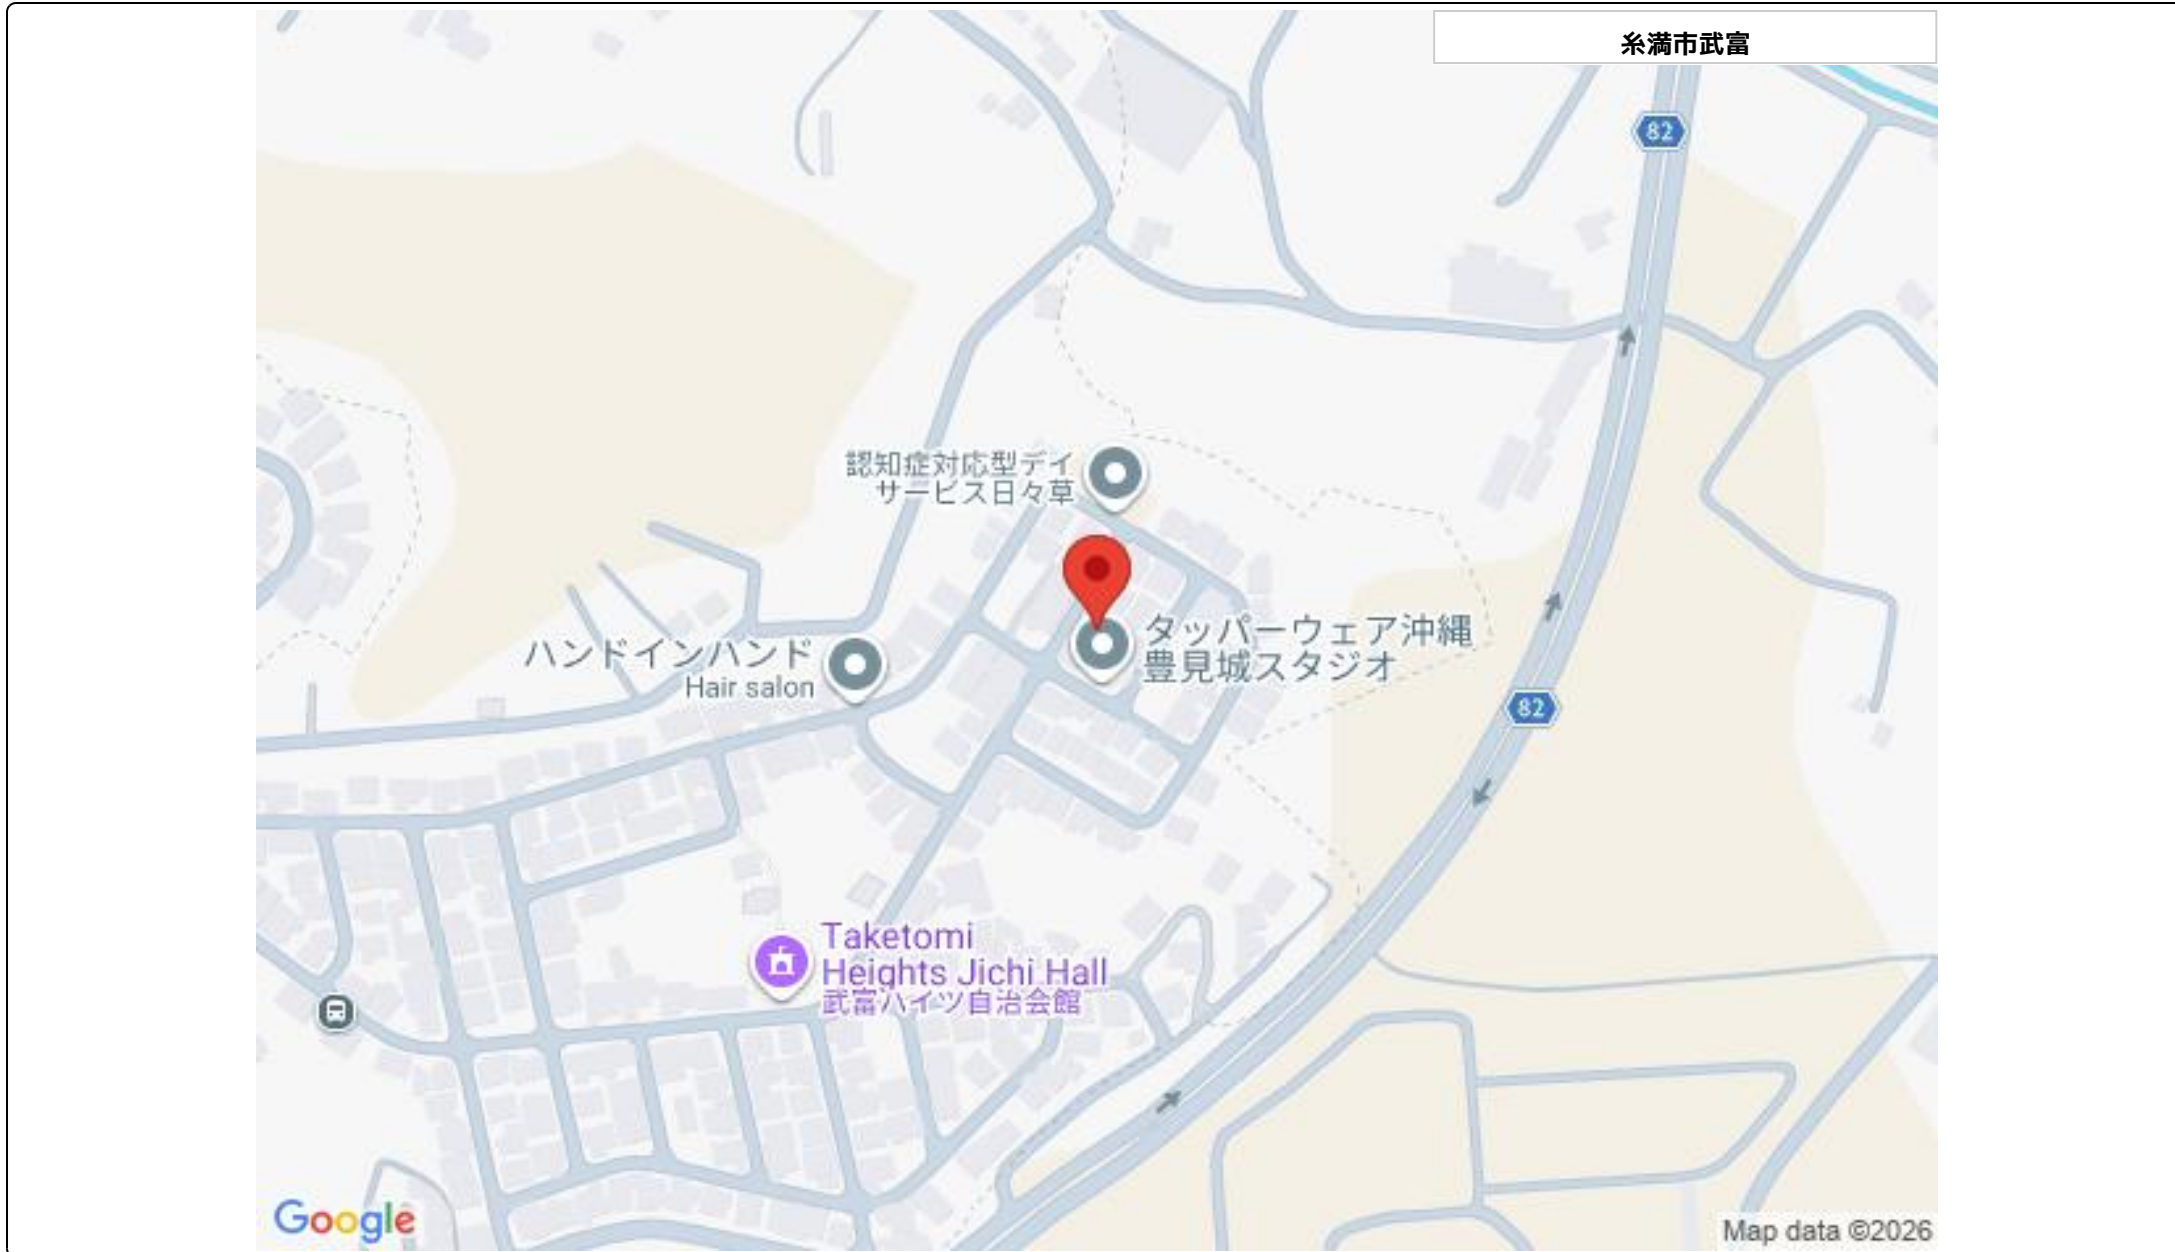 糸満市武富
82
認知症対応型デイ
サービス日々草
タッパーウェア沖縄
豊見城スタジオ
ハンドインハンド
Hair salon
82
Taketomi
Heights Jichi Hall
武富ハイツ自治会館
Google
Map data ©2026